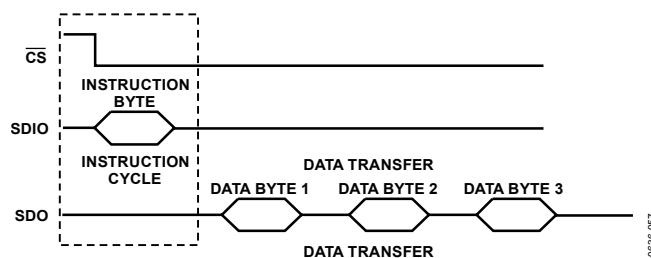 CS
INSTRUCTION
BYTE
SDIO
INSTRUCTION
CYCLE
DATA TRANSFER
DATA BYTE 1 DATA BYTE 2 DATA BYTE 3
SDO
DATA TRANSFER